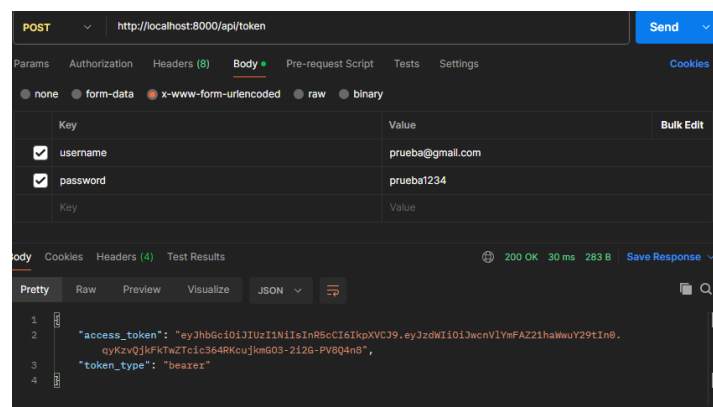 POST http://localhost:8000/api/token Send
Params Authorization Headers (8) Body Pre-request Script Tests Settings Cookies
none form-data x-www-form-urlencoded raw binary
Key Value Bulk Edit
username prueba@gmail.com
password prueba1234
Key Value
Body Cookies Headers (4) Test Results 200 OK 30 ms 283 B Save Response
Pretty Raw Preview Visualize JSON
1 {
2 "access_token": "eyJhbGciOiJIUzI1NiIsInR5cCI6IkpXVCJ9.eyJzdWIiOiJwcnVlYmFAZ21haWwuY29tIn0.
qyKzvQjkFkTwZTcic364RKcujkmG03-2i2G-PV8Q4n8",
3 "token_type": "bearer"
4 }